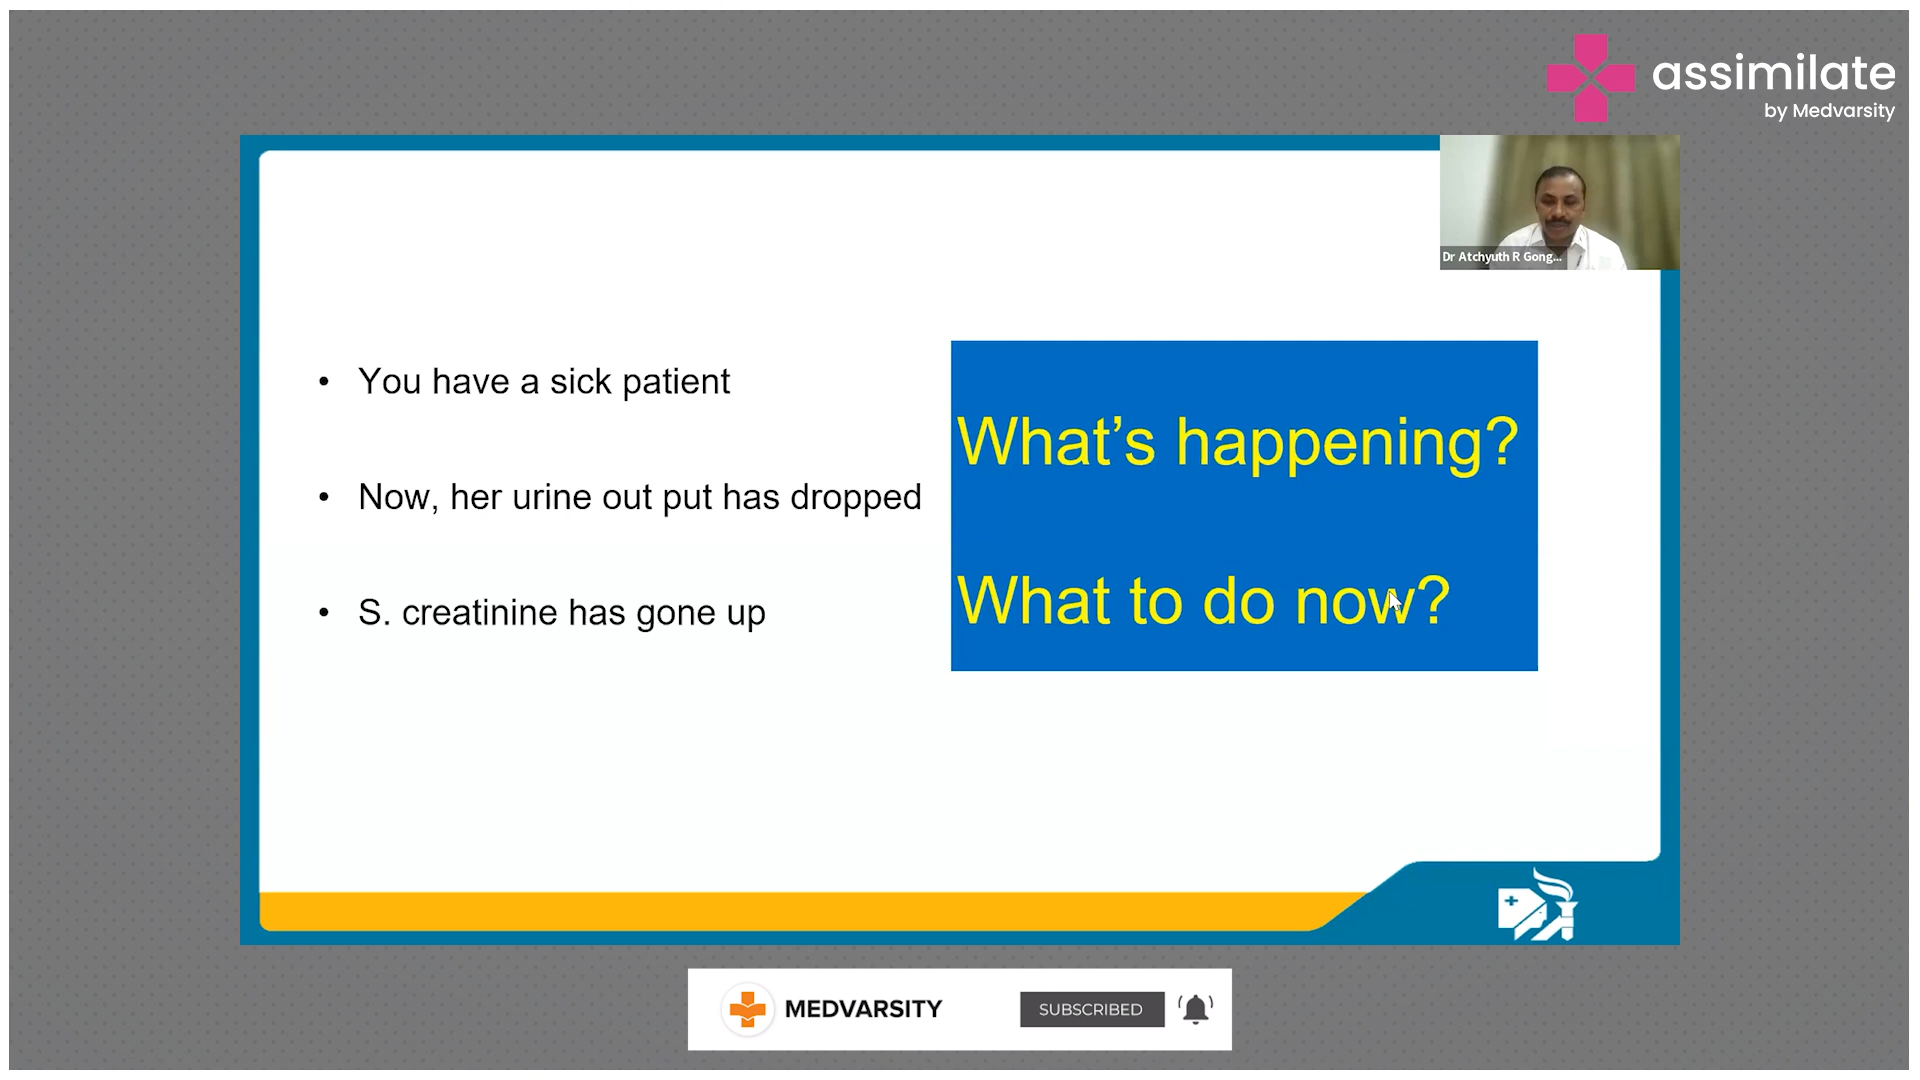 assimilate
by Medvarsity
Dr Atchyuth R Gong...
• You have a sick patient
• Now, her urine out put has dropped
• S. creatinine has gone up
What’s happening?
What to do now?
MEDVARSITY
SUBSCRIBED